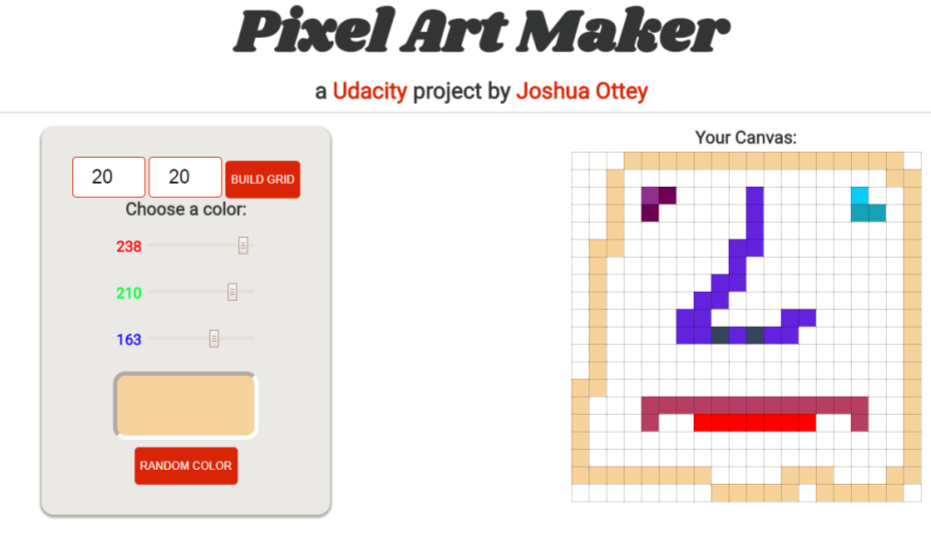 Pixel Art Maker
a Udacity project by Joshua Ottey
20 20 BUILD GRID
Choose a color:
238
210
163
RANDOM COLOR
Your Canvas: